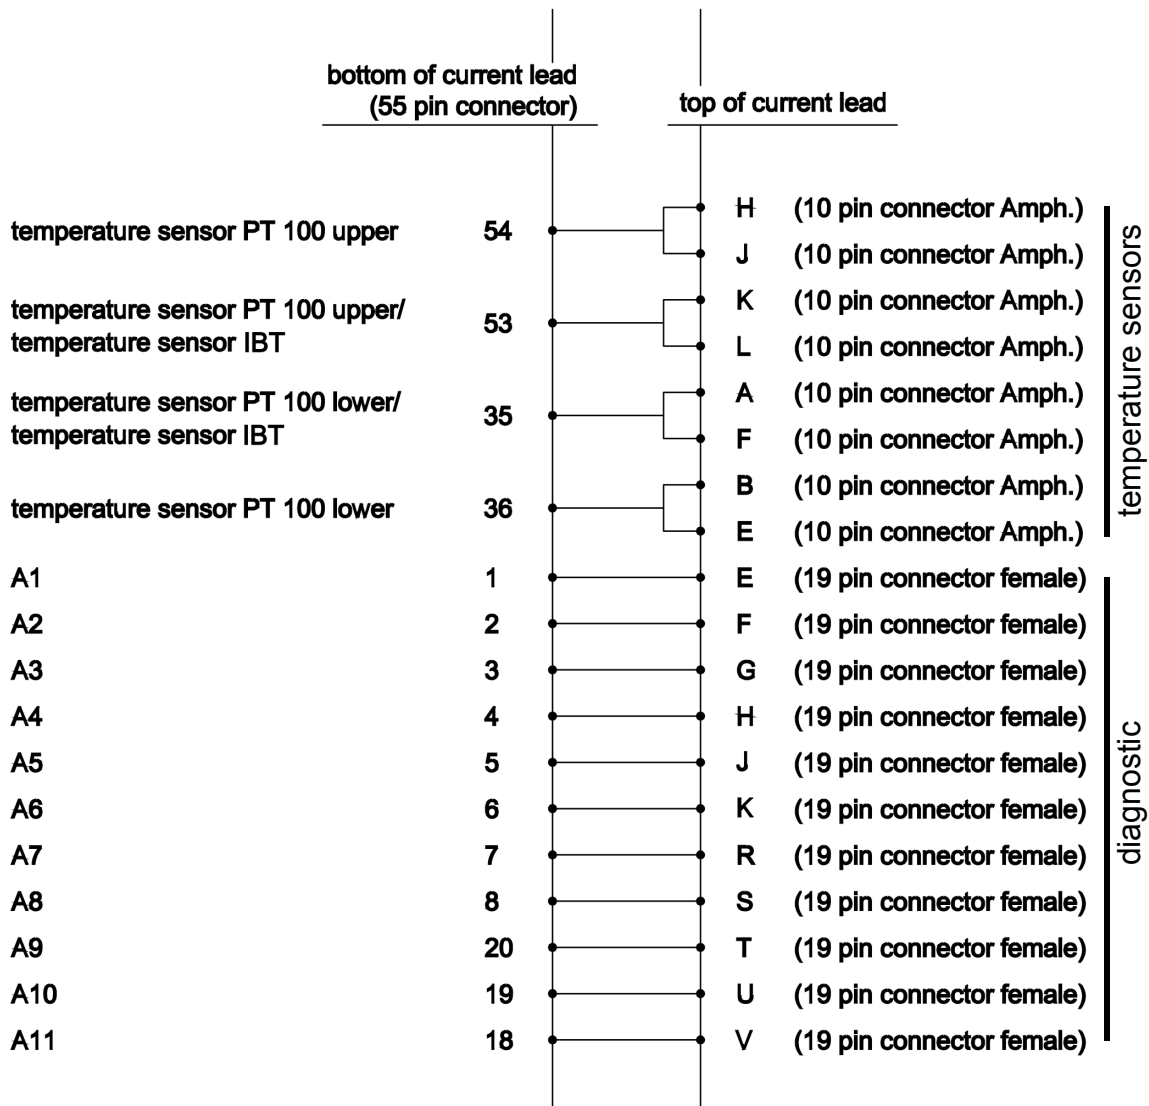 bottom of current lead
(55 pin connector)
top of current lead
temperature sensor PT 100 upper 54 H (10 pin connector Amph.)
J (10 pin connector Amph.)
temperature sensor PT 100 upper/
temperature sensor IBT 53 K (10 pin connector Amph.)
L (10 pin connector Amph.)
temperature sensor PT 100 lower/
temperature sensor IBT 35 A (10 pin connector Amph.)
F (10 pin connector Amph.)
temperature sensor PT 100 lower 36 B (10 pin connector Amph.)
E (10 pin connector Amph.)
temperature sensors
A1 1 E (19 pin connector female)
A2 2 F (19 pin connector female)
A3 3 G (19 pin connector female)
A4 4 H (19 pin connector female)
A5 5 J (19 pin connector female)
A6 6 K (19 pin connector female)
A7 7 R (19 pin connector female)
A8 8 S (19 pin connector female)
A9 20 T (19 pin connector female)
A10 19 U (19 pin connector female)
A11 18 V (19 pin connector female)
diagnostic